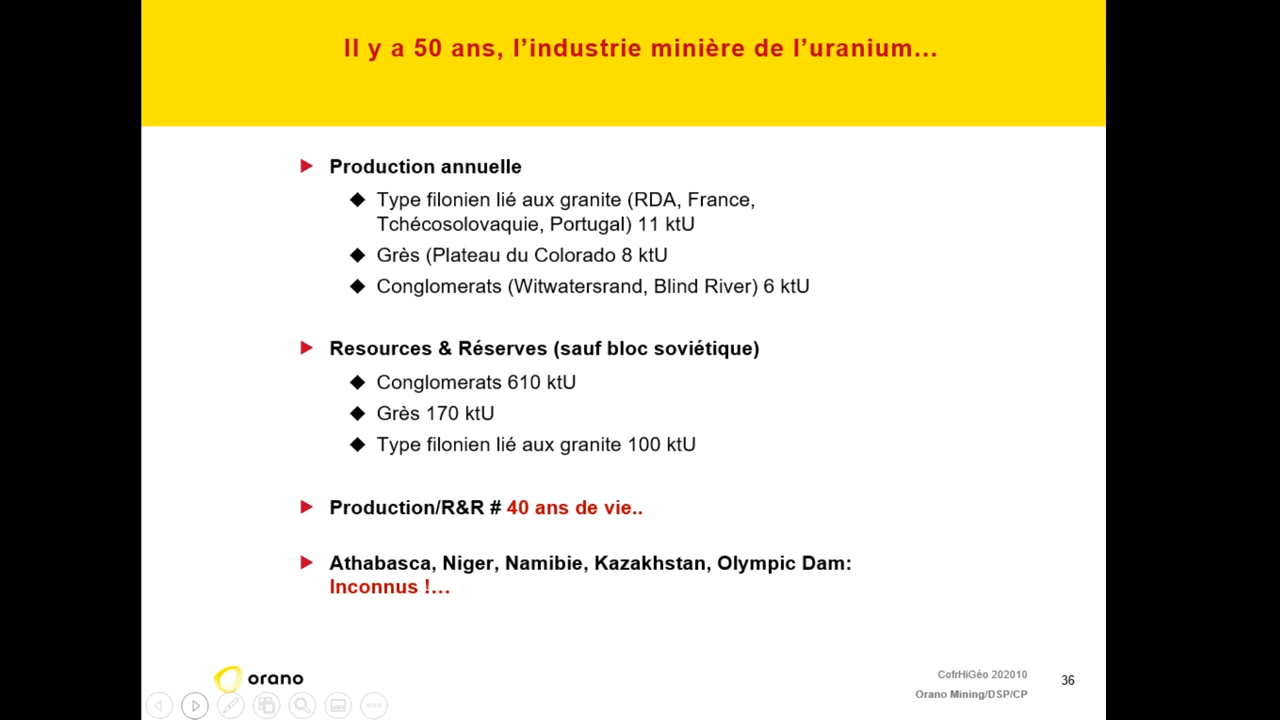 Il y a 50 ans, l’industrie minière de l’uranium…
Production annuelle
Type filonien lié aux granite (RDA, France,
Tchécosolovaquie, Portugal) 11 ktU
Grès (Plateau du Colorado 8 ktU
Conglomerats (Witwatersrand, Blind River) 6 ktU
Resources & Réserves (sauf bloc soviétique)
Conglomerats 610 ktU
Grès 170 ktU
Type filonien lié aux granite 100 ktU
Production/R&R # 40 ans de vie..
Athabasca, Niger, Namibie, Kazakhstan, Olympic Dam:
Inconnus !…
orano
CofrHiGéo 202010
Orano Mining/DSP/CP
36